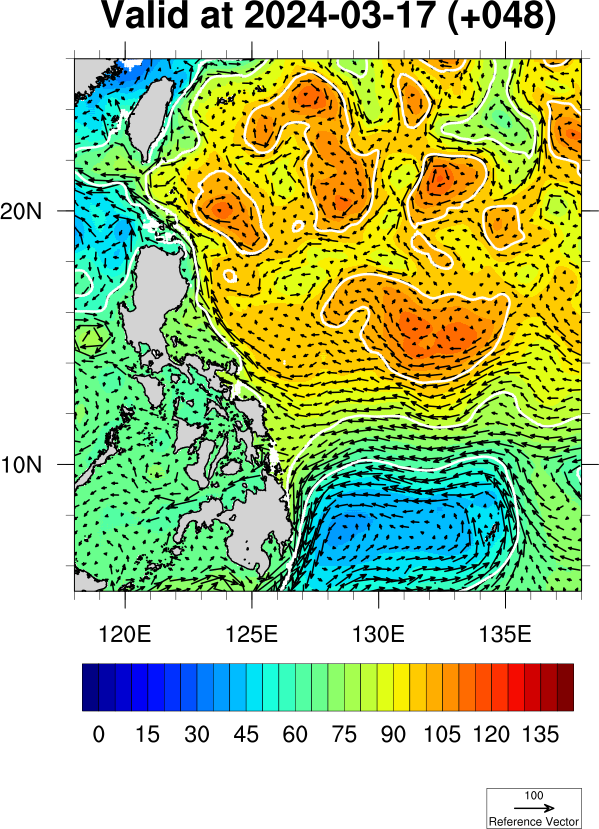 Valid at 2024-03-17 (+048)
20N
10N
120E 125E 130E 135E
0 15 30 45 60 75 90 105 120 135
100
Reference Vector